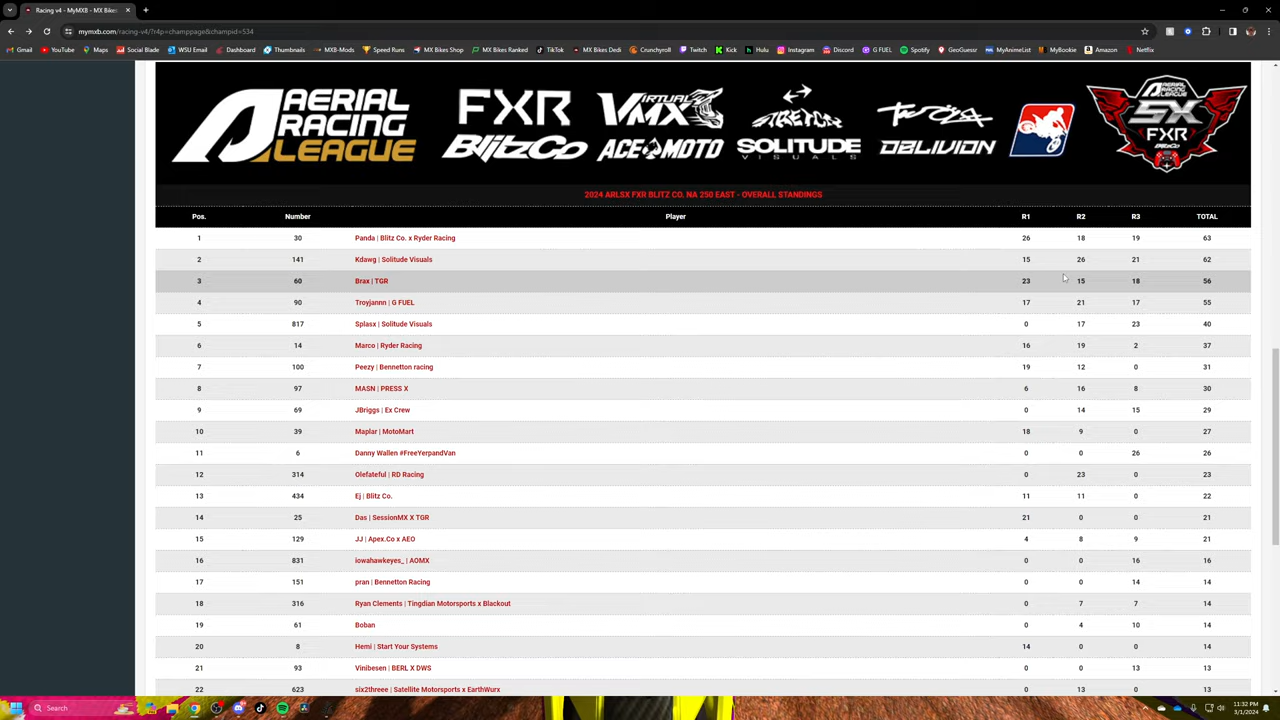 Racing v4 - MyMXB - MX Bikes
mymxb.com/racing-v4/?r4p=champpage&champid=534
Gmail YouTube Maps Social Blade WSU Email Dashboard Thumbnails MXB-Mods Speed Runs MX Bikes Shop MX Bikes Ranked TikTok MX Bikes Dedi Crunchyroll Twitch Kick Hulu Instagram Discord G FUEL Spotify GeoGuessr MyAnimeList MyBookie Amazon Netflix
AERIAL RACING LEAGUE
FXR
BlitzCo
VIRTUAL VMX
ACE MOTO
STRETCH
SOLITUDE VISUALS
OBLIVION
AERIAL RACING LEAGUE
SX
FXR
BlitzCo
2024 ARLSX FXR BLITZ CO. NA 250 EAST - OVERALL STANDINGS
Pos. Number Player R1 R2 R3 TOTAL
1 30 Panda | Blitz Co. x Ryder Racing 26 18 19 63
2 141 Kdawg | Solitude Visuals 15 26 21 62
3 60 Brax | TGR 23 15 18 56
4 90 Troyjannn | G FUEL 17 21 17 55
5 817 Splasx | Solitude Visuals 0 17 23 40
6 14 Marco | Ryder Racing 16 19 2 37
7 100 Peezy | Bennetton racing 19 12 0 31
8 97 MASN | PRESS X 6 16 8 30
9 69 JBriggs | Ex Crew 0 14 15 29
10 39 Maplar | MotoMart 18 9 0 27
11 6 Danny Wallen #FreeYerpandVan 0 0 26 26
12 314 Olefateful | RD Racing 0 23 0 23
13 434 Ej | Blitz Co. 11 11 0 22
14 25 Das | SessionMX X TGR 21 0 0 21
15 129 JJ | Apex.Co x AEO 4 8 9 21
16 831 iowahawkeyes_ | AOMX 0 0 16 16
17 151 pran | Bennetton Racing 0 0 14 14
18 316 Ryan Clements | Tingdian Motorsports x Blackout 0 7 7 14
19 61 Boban 0 4 10 14
20 8 Hemi | Start Your Systems 14 0 0 14
21 93 Vinibesen | BERL X DWS 0 0 13 13
22 623 six2threee | Satellite Motorsports x EarthWurx 0 13 0 13
Search
11:32 PM
3/1/2024